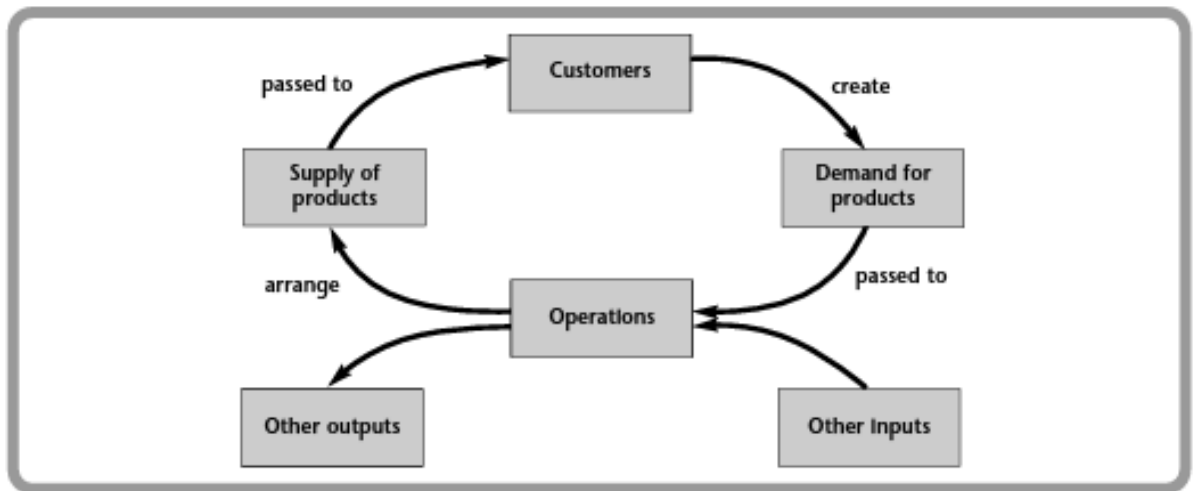 Customers
passed to
create
Supply of
products
Demand for
products
arrange
passed to
Operations
Other outputs
Other inputs